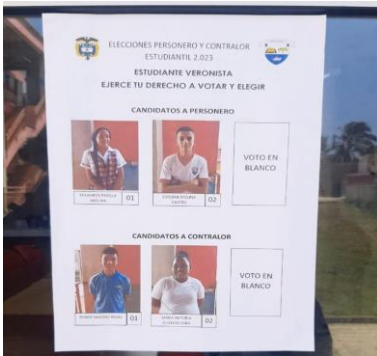 ELECCIONES PERSONERO Y CONTRALOR
ESTUDIANTIL 2.023
ESTUDIANTE VERONISTA
EJERCE TU DERECHO A VOTAR Y ELEGIR
CANDIDATOS A PERSONERO
VOTO EN
BLANCO
01
02
CANDIDATOS A CONTRALOR
VOTO EN
BLANCO
01
02